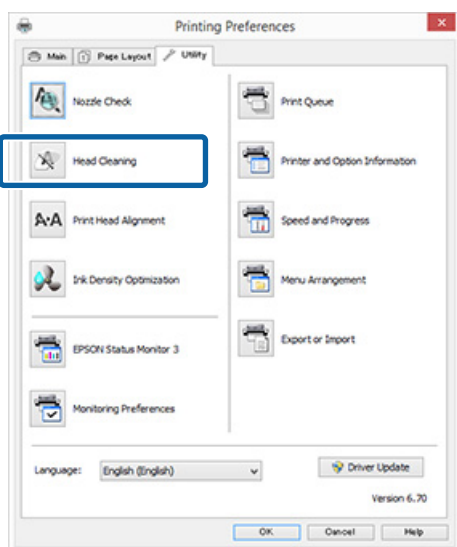 Printing Preferences
Main
Page Layout
Utility
Nozzle Check
Print Queue
Head Cleaning
Printer and Option Information
A·A
Print Head Alignment
Speed and Progress
Ink Density Optimization
Menu Arrangement
EPSON Status Monitor 3
Export or Import
Monitoring Preferences
Language:
English (English)
Driver Update
Version 6.70
OK
Cancel
Help